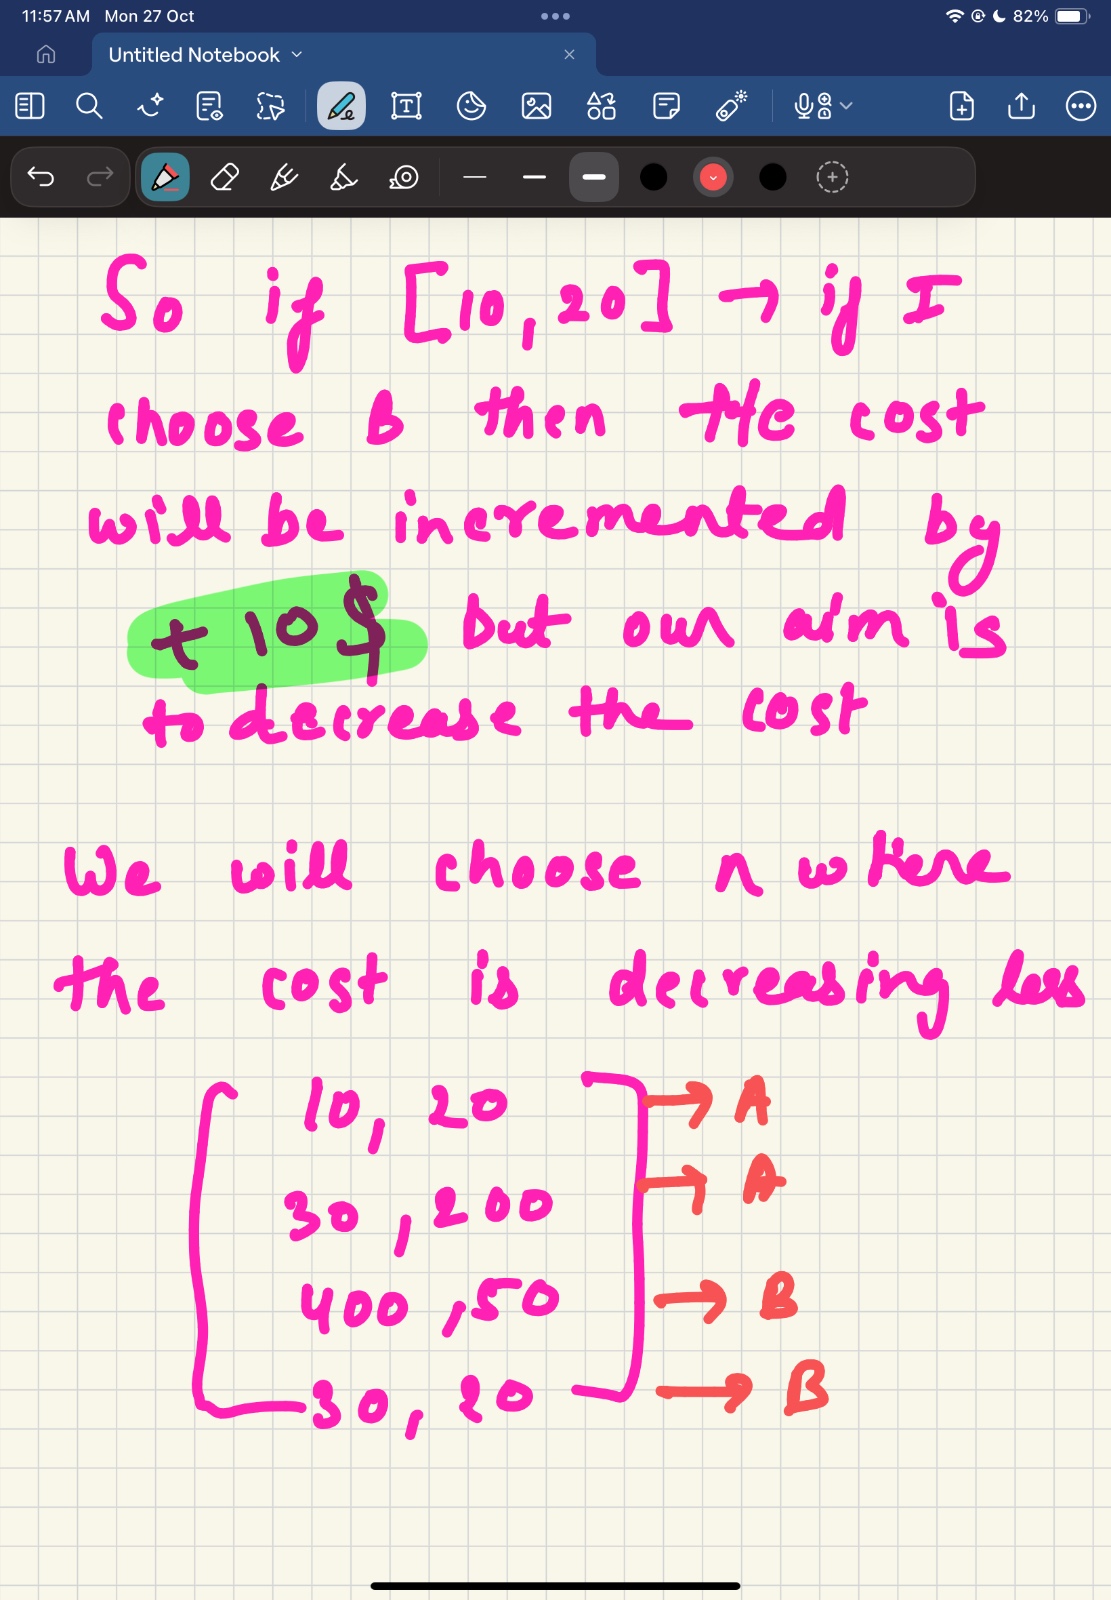 11:57 AM Mon 27 Oct 82%
Untitled Notebook
So if [10, 20] → if I
choose B then the cost
will be incremented by
+ 10 $ but our aim is
to decrease the cost
We will choose n where
the cost is decreasing less
10, 20 → A
30, 200 → A
400, 50 → B
30, 20 → B